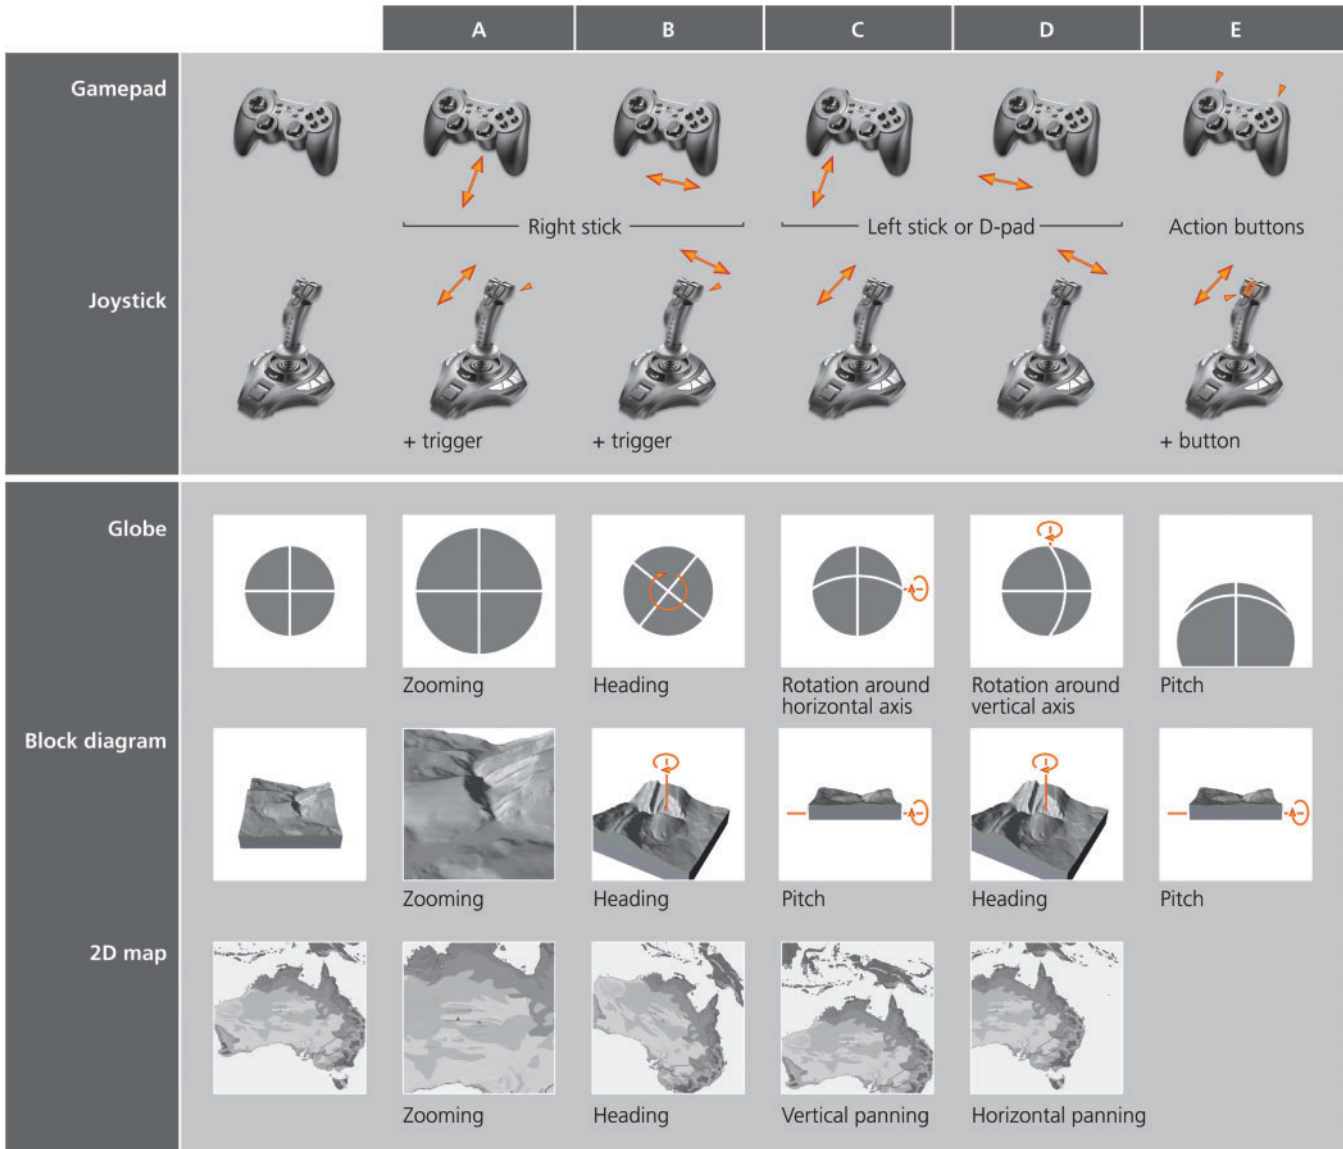 A B C D E
Gamepad
Right stick Left stick or D-pad Action buttons
Joystick
+ trigger + trigger + button
Globe
Zooming Heading Rotation around Rotation around Pitch
horizontal axis vertical axis
Block diagram
Zooming Heading Pitch Heading Pitch
2D map
Zooming Heading Vertical panning Horizontal panning